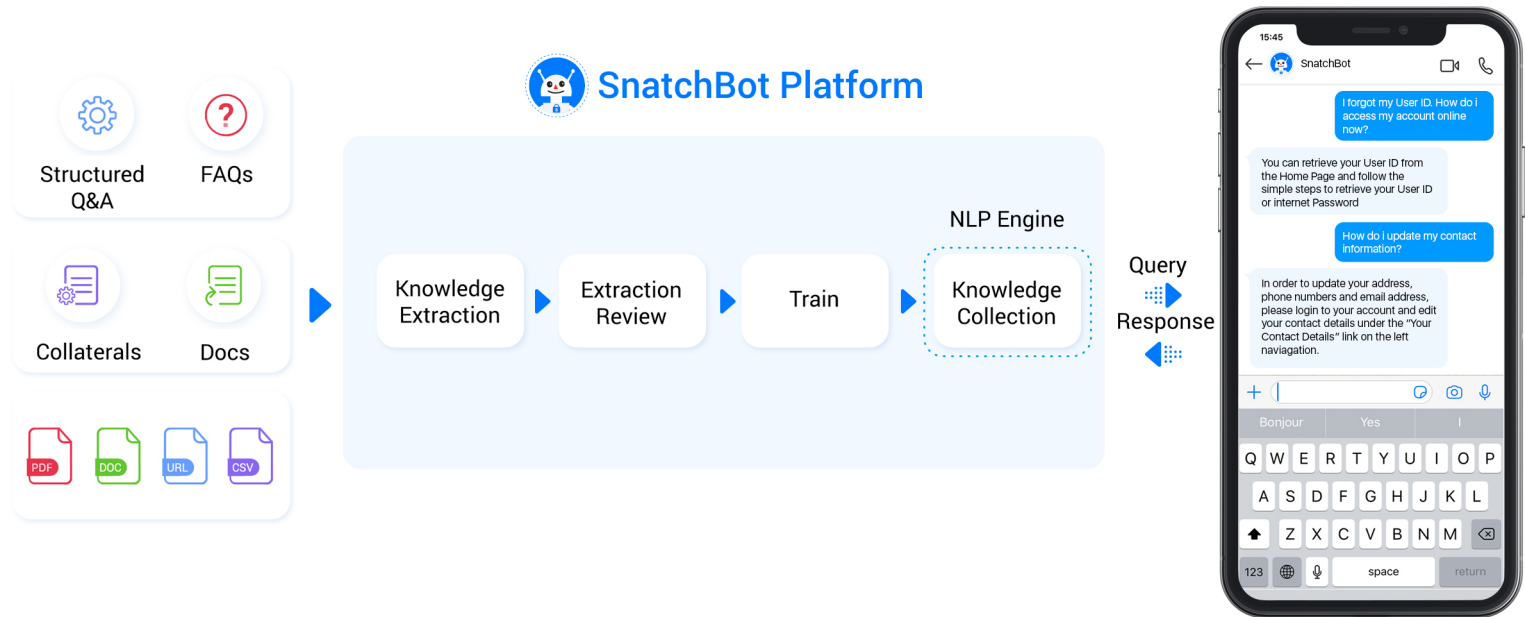 SnatchBot Platform
Structured
Q&A
FAQs
Collaterals
Docs
PDF
DOC
URL
CSV
Knowledge
Extraction
Extraction
Review
Train
NLP Engine
Knowledge
Collection
Query
Response
15:45
SnatchBot
I forgot my User ID. How do i
access my account online
now?
You can retrieve your User ID from
the Home Page and follow the
simple steps to retrieve your User ID
or internet Password
How do i update my contact
information?
In order to update your address,
phone numbers and email address,
please login to your account and edit
your contact details under the “Your
Contact Details” link on the left
naviagation.
Bonjour Yes I
Q W E R T Y U I O P
A S D F G H J K L
Z X C V B N M
123 space return